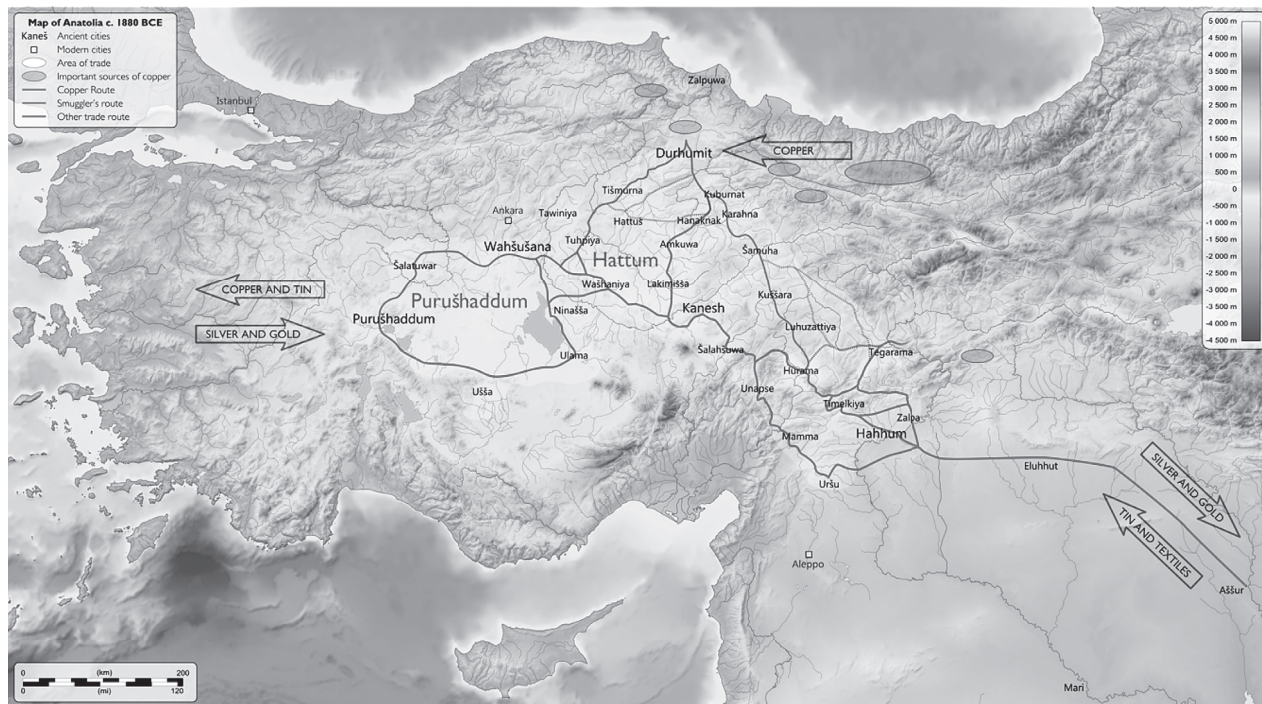 Map of Anatolia c. 1880 BCE
Kaneš Ancient cities
Modern cities
Area of trade
Important sources of copper
Copper Route
Smuggler's route
Other trade route
5 000 m
4 500 m
4 000 m
3 500 m
3 000 m
2 500 m
2 000 m
1 500 m
1 000 m
500 m
0
-500 m
-1 000 m
-1 500 m
-2 000 m
-2 500 m
-3 000 m
-3 500 m
-4 000 m
-4 500 m
Istanbul
Zalpuwa
Durhumit
COPPER
Tišmurna
Kuburnat
Ankara
Tawiniya
Hattuš
Hanaknak
Karahna
Wahšušana
Tuhpiya
Amkuwa
Šamuha
Hattum
Šalatuwar
COPPER AND TIN
Wašhaniya
Lakimišša
Kuššara
Purušhaddum
Ninašša
Kanesh
Purušhaddum
SILVER AND GOLD
Luhuzattiya
Šalahšuwa
Tegarama
Ulama
Hurama
Ušša
Unapse
Timelkiya
Zalpa
Mamma
Hahhum
Uršu
Eluhhut
SILVER AND GOLD
TIN AND TEXTILES
Aleppo
Aššur
Mari
0 (km) 200
0 (mi) 120